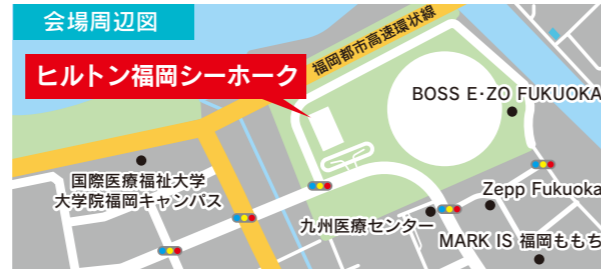 会場周辺図
福岡都市高速環状線
ヒルトン福岡シーホーク
BOSS E・ZO FUKUOKA
国際医療福祉大学
大学院福岡キャンパス
Zepp Fukuoka
九州医療センター
MARK IS 福岡ももち